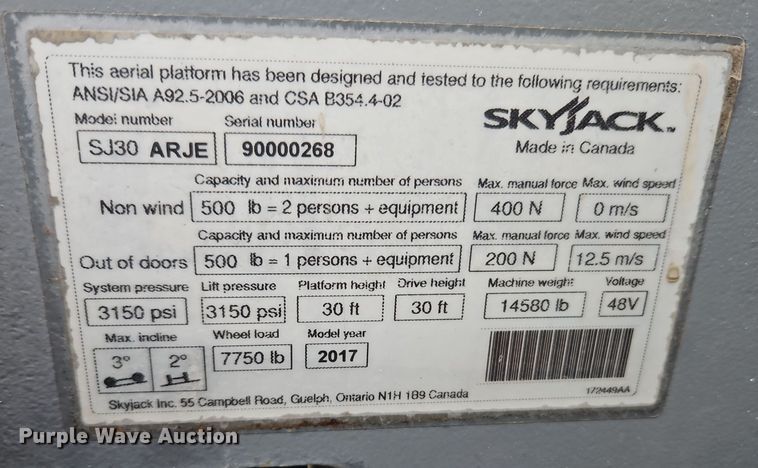 This aerial platform has been designed and tested to the following requirements:
ANSI/SIA A92.5-2006 and CSA B354.4-02
Model number Serial number
SJ30 ARJE 90000268
SKYJACK™
Made in Canada
Capacity and maximum number of persons Max. manual force Max. wind speed
Non wind 500 lb = 2 persons + equipment 400 N 0 m/s
Capacity and maximum number of persons Max. manual force Max. wind speed
Out of doors 500 lb = 1 persons + equipment 200 N 12.5 m/s
System pressure Lift pressure Platform height Drive height Machine weight Voltage
3150 psi 3150 psi 30 ft 30 ft 14580 lb 48V
Max. incline Wheel load Model year
3° 2° 7750 lb 2017
172449AA
Skyjack Inc. 55 Campbell Road, Guelph, Ontario N1H 1B9 Canada
Purple Wave Auction